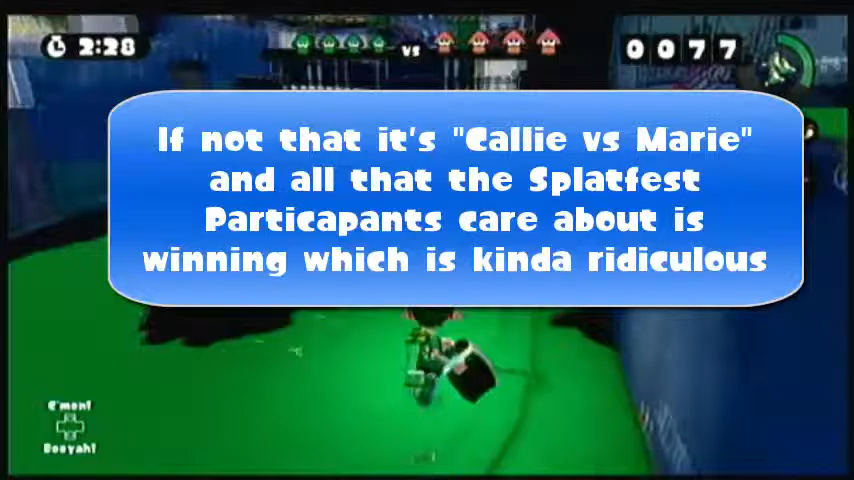 2:28
vs
0077
If not that it's "Callie vs Marie"
and all that the Splatfest
Particapants care about is
winning which is kinda ridiculous
C'mon!
Booyah!